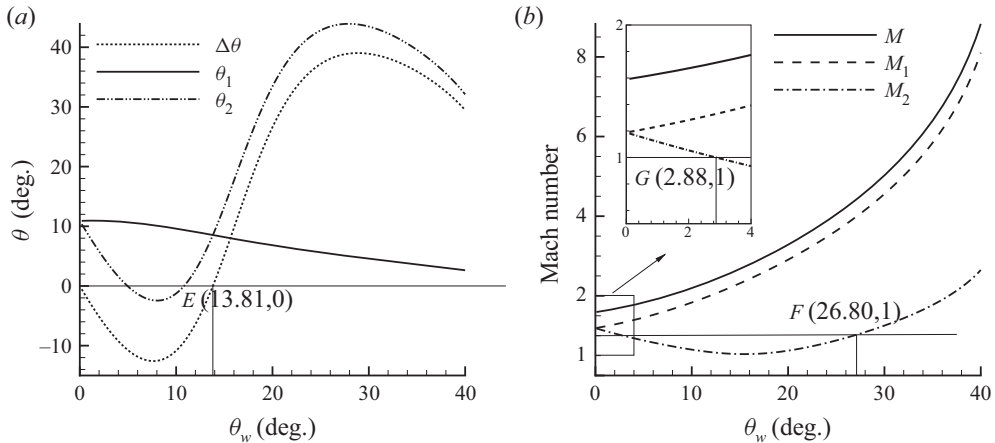 (a)
40
30
20
10
0
–10
θ (deg.)
Δθ
θ1
θ2
E (13.81,0)
0 10 20 30 40
θw (deg.)
(b)
8
6
4
2
1
Mach number
2
1
0 2 4
G (2.88,1)
M
M1
M2
F (26.80,1)
0 10 20 30 40
θw (deg.)